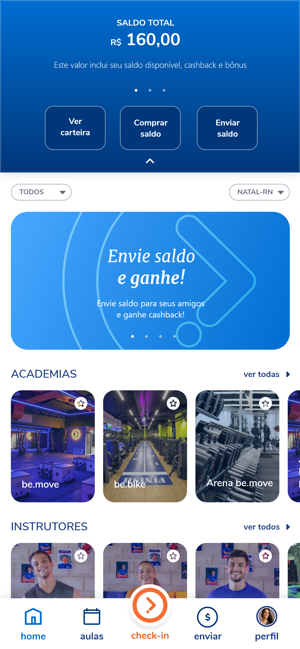 SALDO TOTAL
R$ 160,00
Este valor inclui seu saldo disponível, cashback e bônus
Ver carteira
Comprar saldo
Enviar saldo
TODOS
NATAL-RN
Envie saldo
e ganhe!
Envie saldo para seus amigos
e ganhe cashback!
ACADEMIAS
ver todas
be.move
be.bike
Arena be.move
INSTRUTORES
ver todos
home
aulas
check-in
$
enviar
perfil